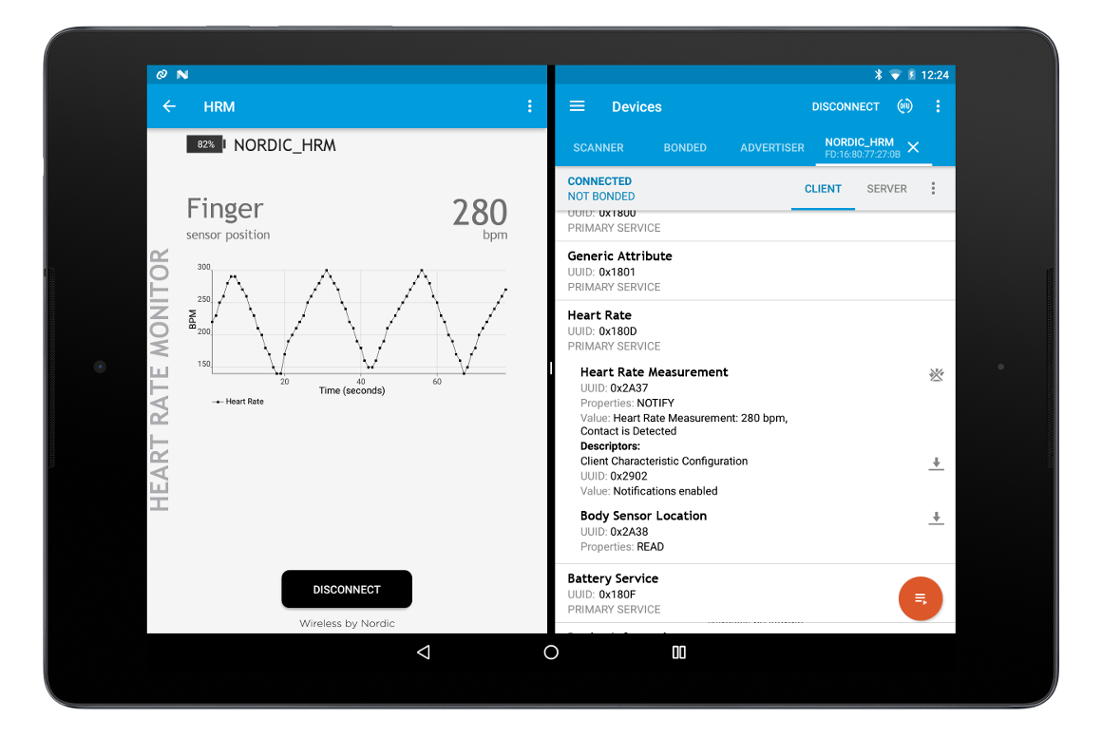 HRM
82%
NORDIC_HRM
Finger
sensor position
280
bpm
HEART RATE MONITOR
300
250
200
150
BPM
20
40
60
Time (seconds)
Heart Rate
DISCONNECT
Wireless by Nordic
12:24
Devices
DISCONNECT
DFU
SCANNER
BONDED
ADVERTISER
NORDIC_HRM
FD:16:80:77:27:0B
CONNECTED
NOT BONDED
CLIENT
SERVER
UUID: 0x1800
PRIMARY SERVICE
Generic Attribute
UUID: 0x1801
PRIMARY SERVICE
Heart Rate
UUID: 0x180D
PRIMARY SERVICE
Heart Rate Measurement
UUID: 0x2A37
Properties: NOTIFY
Value: Heart Rate Measurement: 280 bpm,
Contact is Detected
Descriptors:
Client Characteristic Configuration
UUID: 0x2902
Value: Notifications enabled
Body Sensor Location
UUID: 0x2A38
Properties: READ
Battery Service
UUID: 0x180F
PRIMARY SERVICE